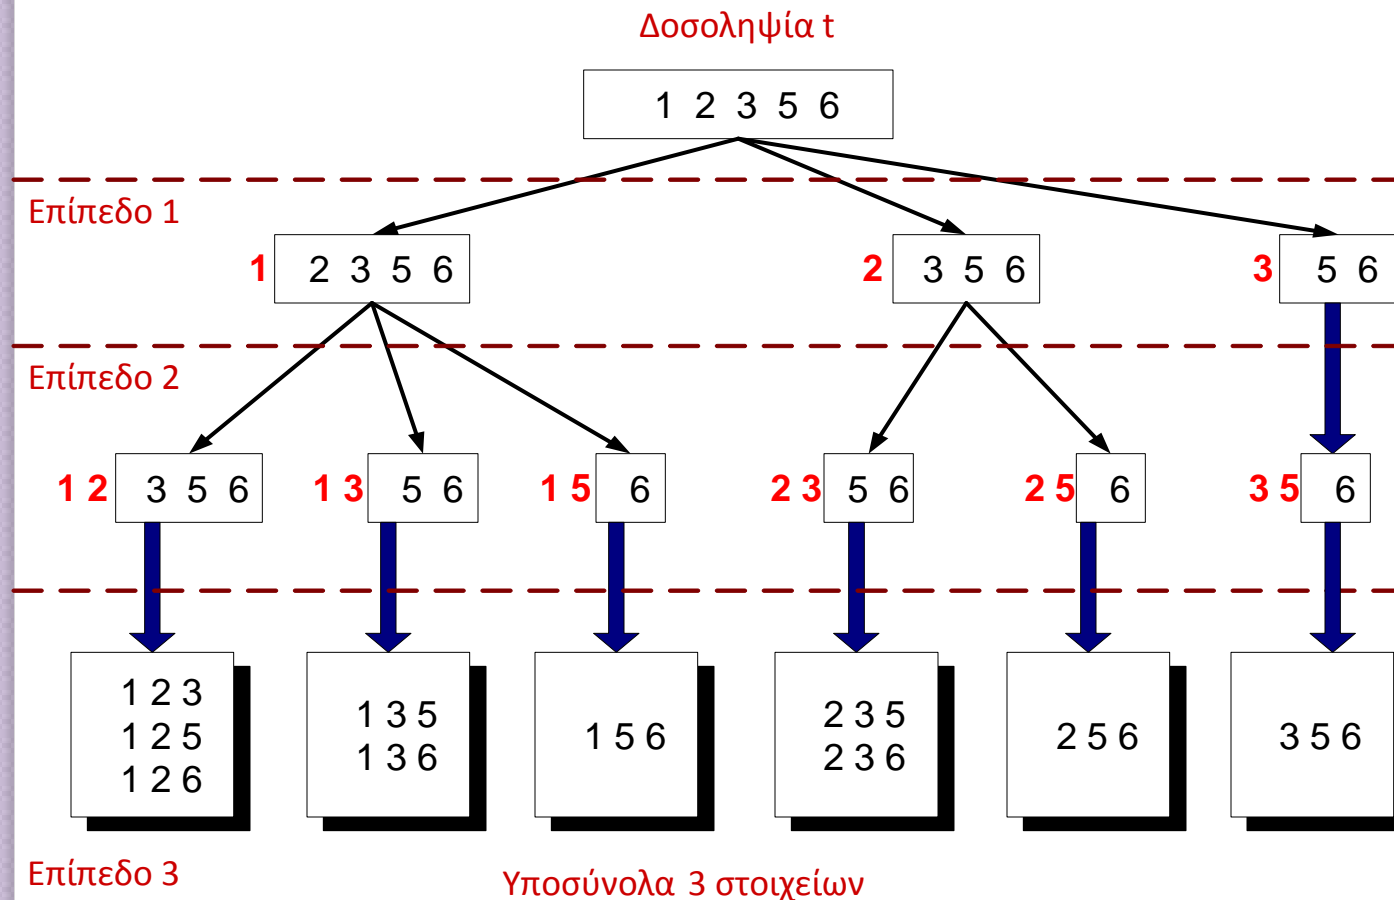 Δοσοληψία t
1 2 3 5 6
Επίπεδο 1
1 2 3 5 6
2 3 5 6
3 5 6
Επίπεδο 2
1 2 3 5 6
1 3 5 6
1 5 6
2 3 5 6
2 5 6
3 5 6
1 2 3
1 2 5
1 2 6
1 3 5
1 3 6
1 5 6
2 3 5
2 3 6
2 5 6
3 5 6
Επίπεδο 3
Υποσύνολα 3 στοιχείων